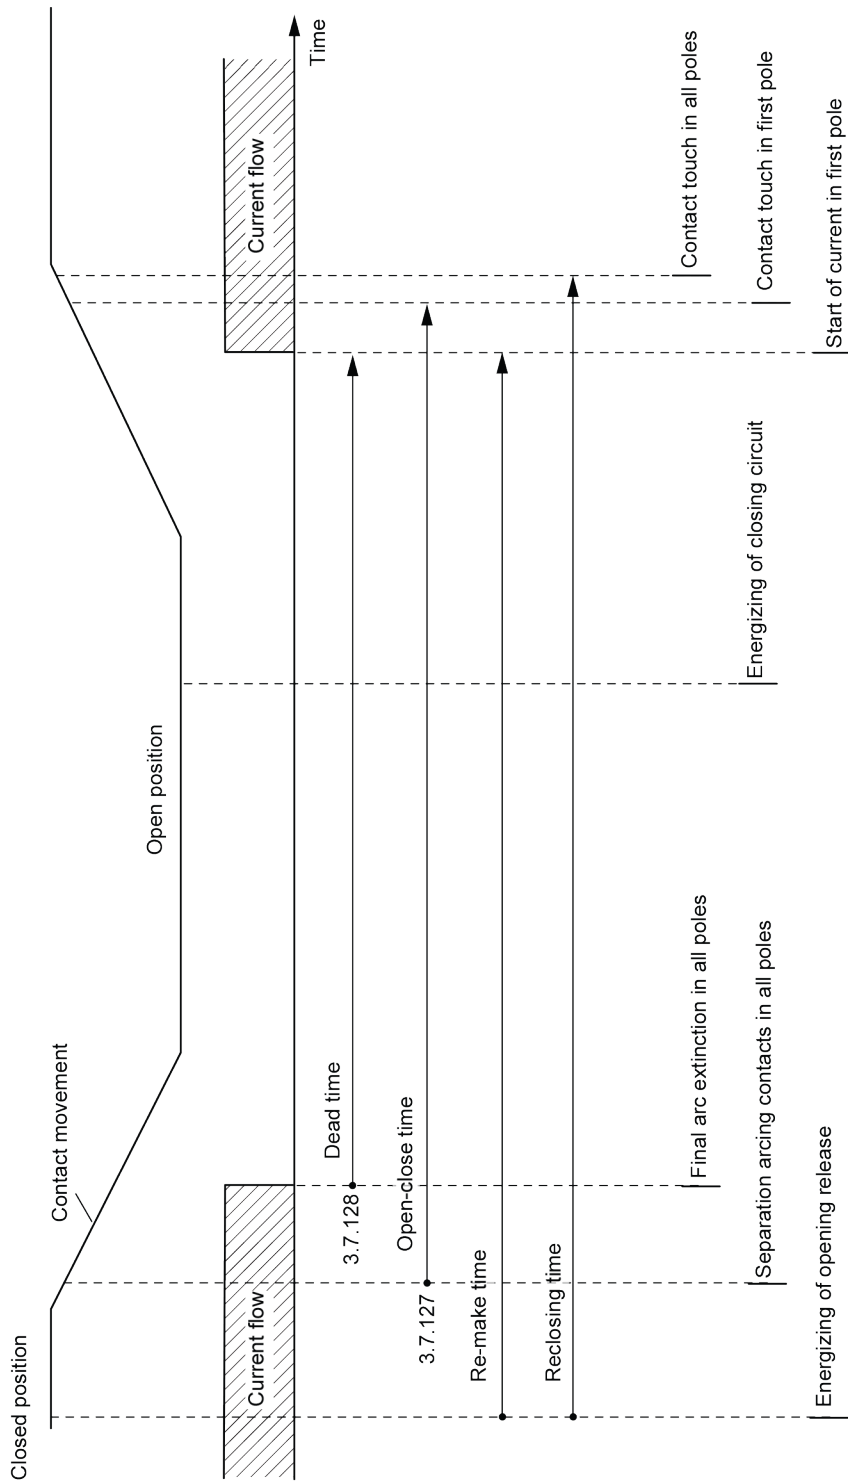 Closed position
Contact movement
Open position
Current flow
Current flow
Time
Dead time
3.7.128
Open-close time
3.7.127
Re-make time
Reclosing time
Contact touch in all poles
Contact touch in first pole
Start of current in first pole
Energizing of closing circuit
Final arc extinction in all poles
Separation arcing contacts in all poles
Energizing of opening release